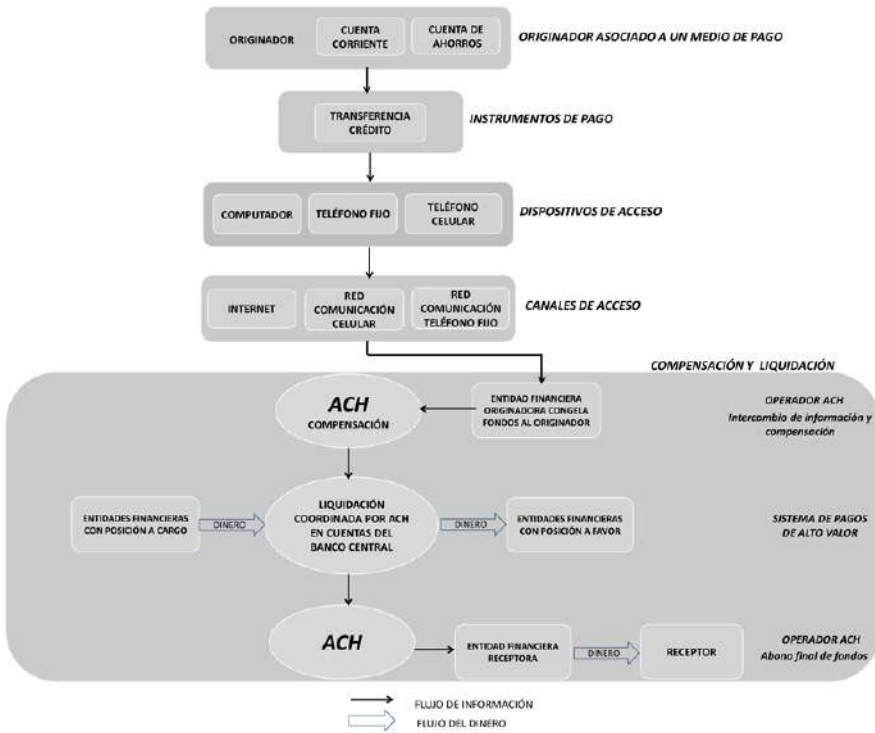 ORIGINADOR
CUENTA
CORRIENTE
CUENTA DE
AHORROS
ORIGINADOR ASOCIADO A UN MEDIO DE PAGO
TRANSFERENCIA
CRÉDITO
INSTRUMENTOS DE PAGO
COMPUTADOR
TELÉFONO FIJO
TELÉFONO
CELULAR
DISPOSITIVOS DE ACCESO
INTERNET
RED
COMUNICACIÓN
CELULAR
RED
COMUNICACIÓN
TELÉFONO FIJO
CANALES DE ACCESO
COMPENSACIÓN Y LIQUIDACIÓN
ACH
COMPENSACIÓN
ENTIDAD FINANCIERA
ORIGINADORA CONGELA
FONDOS AL ORIGINADOR
OPERADOR ACH
Intercambio de información y
compensación
ENTIDADES FINANCIERAS
CON POSICIÓN A CARGO
DINERO
LIQUIDACIÓN
COORDINADA POR ACH
EN CUENTAS DEL
BANCO CENTRAL
DINERO
ENTIDADES FINANCIERAS
CON POSICIÓN A FAVOR
SISTEMA DE PAGOS
DE ALTO VALOR
ACH
ENTIDAD FINANCIERA
RECEPTORA
DINERO
RECEPTOR
OPERADOR ACH
Abono final de fondos
FLUJO DE INFORMACIÓN
FLUJO DEL DINERO